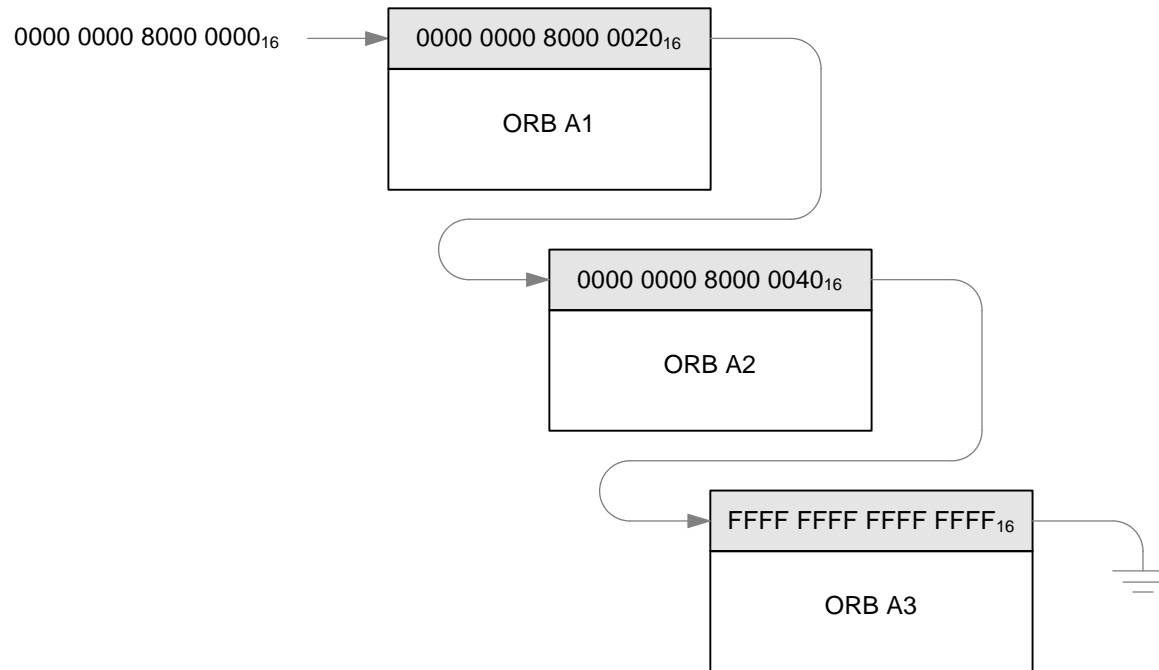 0000 0000 8000 0000₁₆
0000 0000 8000 0020₁₆
ORB A1
0000 0000 8000 0040₁₆
ORB A2
FFFF FFFF FFFF FFFF₁₆
ORB A3